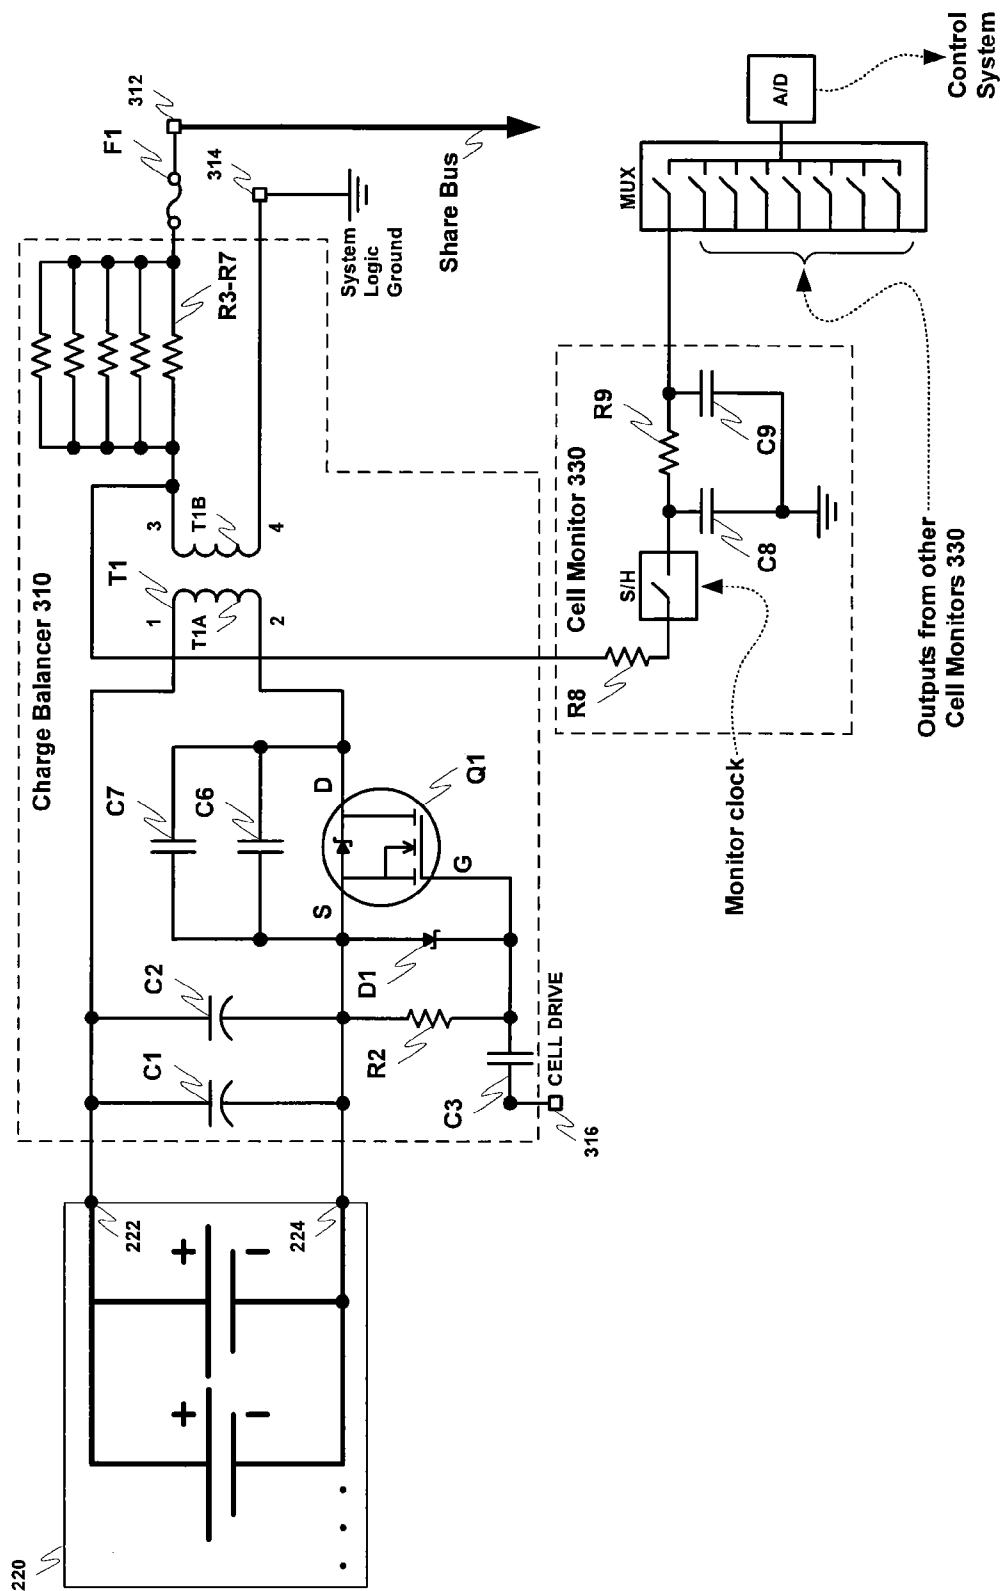 Charge Balancer 310
220
222
224
+
−
+
−
C1
C2
C7
C6
S
D
G
Q1
D1
R2
C3
CELL DRIVE
316
T1
1
2
T1A
T1B
3
4
R3-R7
F1
312
314
System
Logic
Ground
Share Bus
Cell Monitor 330
R8
S/H
R9
C8
C9
Monitor clock
MUX
A/D
Control
System
Outputs from other
Cell Monitors 330